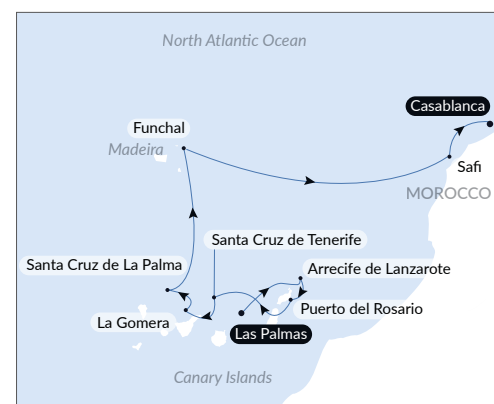 North Atlantic Ocean
Casablanca
Funchal
Madeira
Safi
MOROCCO
Santa Cruz de Tenerife
Santa Cruz de La Palma
Arrecife de Lanzarote
La Gomera
Puerto del Rosario
Las Palmas
Canary Islands